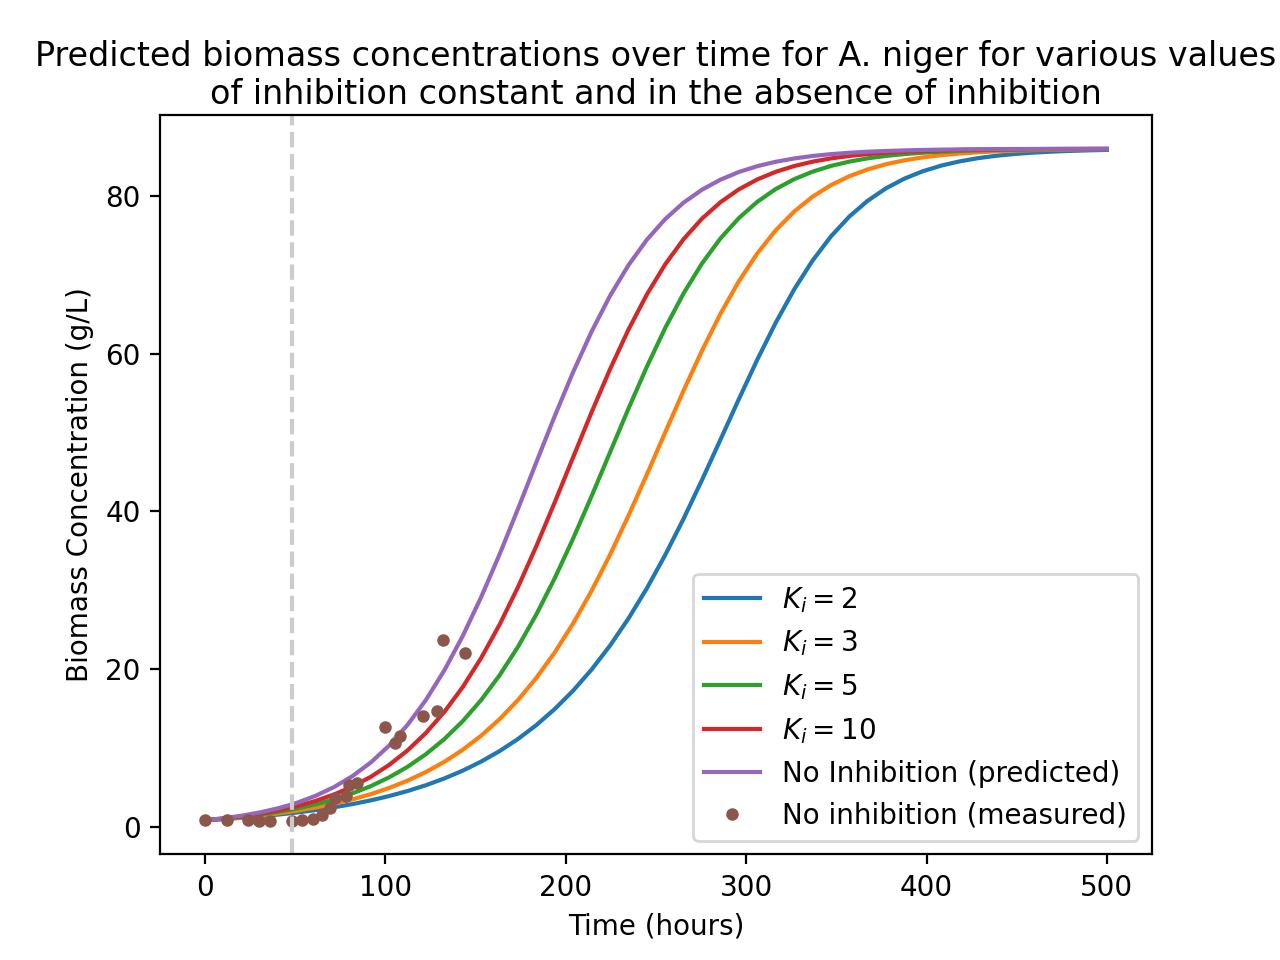 Predicted biomass concentrations over time for A. niger for various values
of inhibition constant and in the absence of inhibition
Biomass Concentration (g/L)
80
60
40
20
0
0 100 200 300 400 500
Time (hours)
K_i = 2
K_i = 3
K_i = 5
K_i = 10
No Inhibition (predicted)
No inhibition (measured)